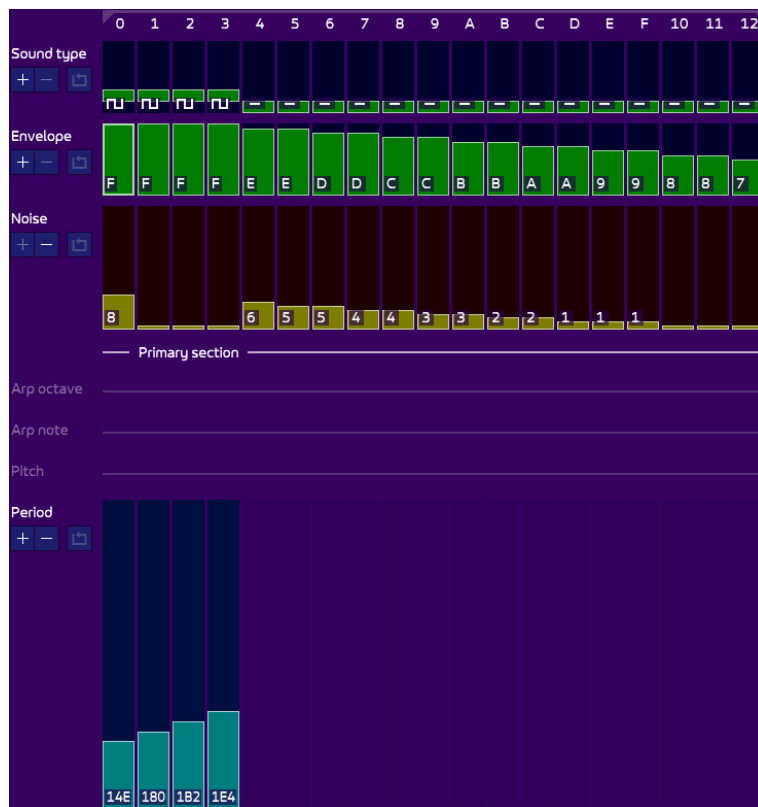 0 1 2 3 4 5 6 7 8 9 A B C D E F 10 11 12
Sound type
+ −
Envelope
+ −
F F F F E E D D C C B B A A 9 9 8 8 7
Noise
+ −
8 6 5 5 4 4 3 3 2 2 1 1 1
Primary section
Arp octave
Arp note
Pitch
Period
+ −
14E 180 1B2 1E4